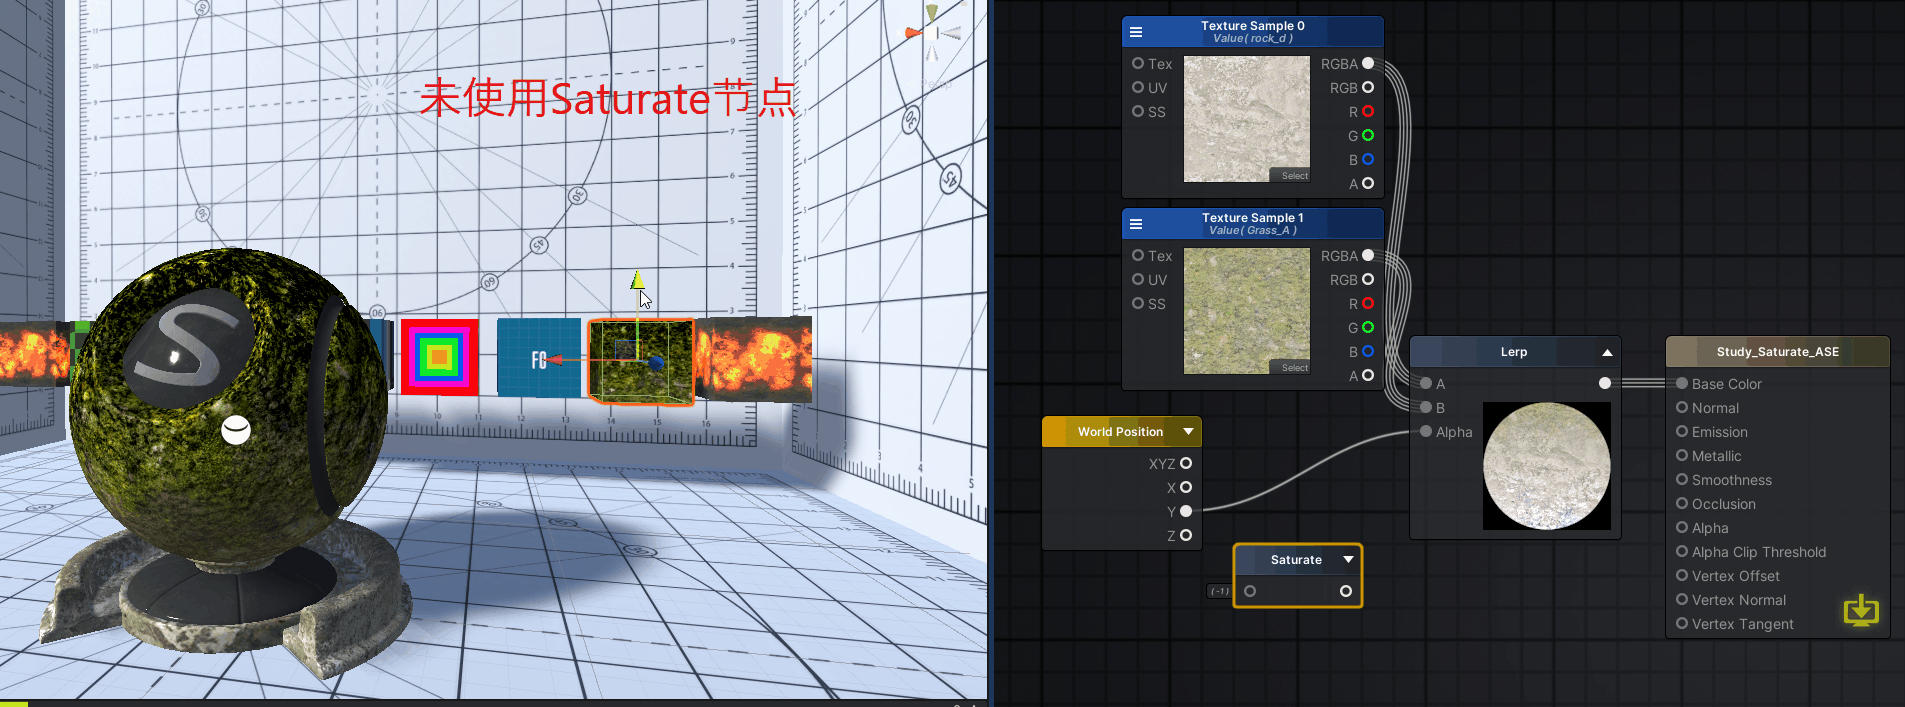 未使用Saturate节点
FC
Texture Sample 0
Value( rock_d )
Tex
RGBA
UV
RGB
SS
R
G
B
A
Select
Texture Sample 1
Value( Grass_A )
Tex
RGBA
UV
RGB
SS
R
G
B
A
Select
World Position
XYZ
X
Y
Z
Saturate
(-1)
Lerp
A
B
Alpha
Study_Saturate_ASE
Base Color
Normal
Emission
Metallic
Smoothness
Occlusion
Alpha
Alpha Clip Threshold
Vertex Offset
Vertex Normal
Vertex Tangent